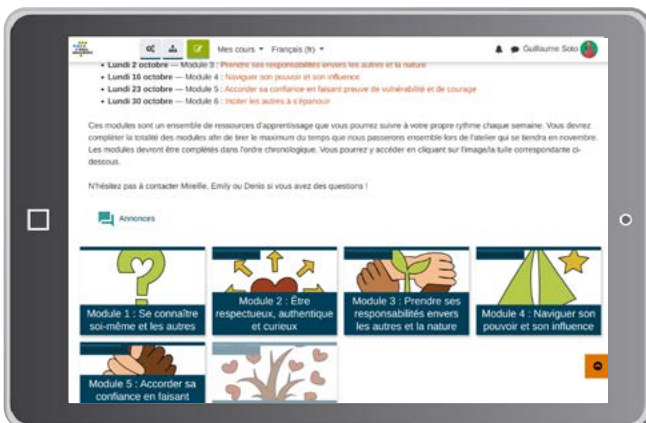 Mes cours Français (fr) Guillaume Soto
• Lundi 2 octobre — Module 3 : Prendre ses responsabilités envers les autres et la nature
• Lundi 16 octobre — Module 4 : Naviguer son pouvoir et son influence
• Lundi 23 octobre — Module 5 : Accorder sa confiance en faisant preuve de vulnérabilité et de courage
• Lundi 30 octobre — Module 6 : Inciter les autres à s'épanouir
Ces modules sont un ensemble de ressources d'apprentissage que vous pourrez suivre à votre propre rythme chaque semaine. Vous devrez
compléter la totalité des modules afin de tirer le maximum du temps que nous passerons ensemble lors de l'atelier qui se tiendra en novembre.
Les modules devront être complétés dans l'ordre chronologique. Vous pourrez y accéder en cliquant sur l'image/la tuile correspondante ci-
dessous.
N'hésitez pas à contacter Mireille, Emily ou Denis si vous avez des questions !
Annonces
Module 1 : Se connaître
soi-même et les autres
Module 2 : Être
respectueux, authentique
et curieux
Module 3 : Prendre ses
responsabilités envers
les autres et la nature
Module 4 : Naviguer son
pouvoir et son influence
Module 5 : Accorder sa
confiance en faisant